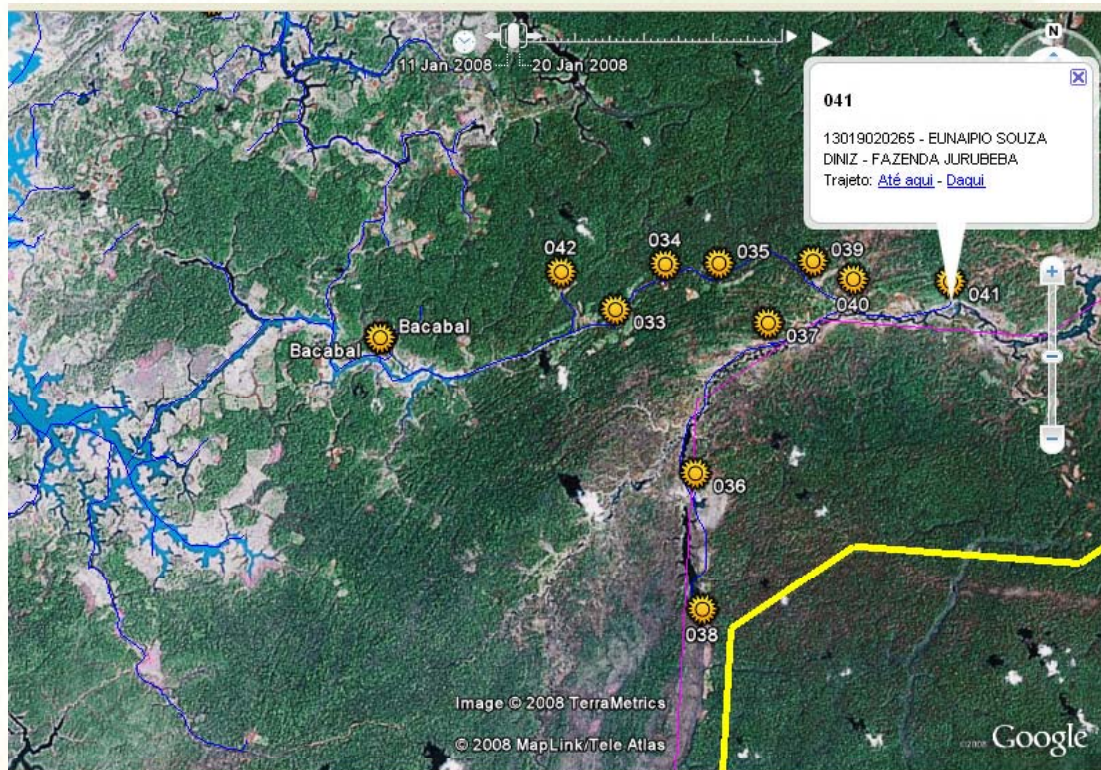 11 Jan 2008 20 Jan 2008
N
041
13019020265 - EUNAIPIO SOUZA
DINIZ - FAZENDA JURUBEBA
Trajeto: Até aqui - Daqui
042
034
035
039
033
040
041
037
Bacabal
Bacabal
036
038
Image © 2008 TerraMetrics
© 2008 MapLink/Tele Atlas
©2008 Google